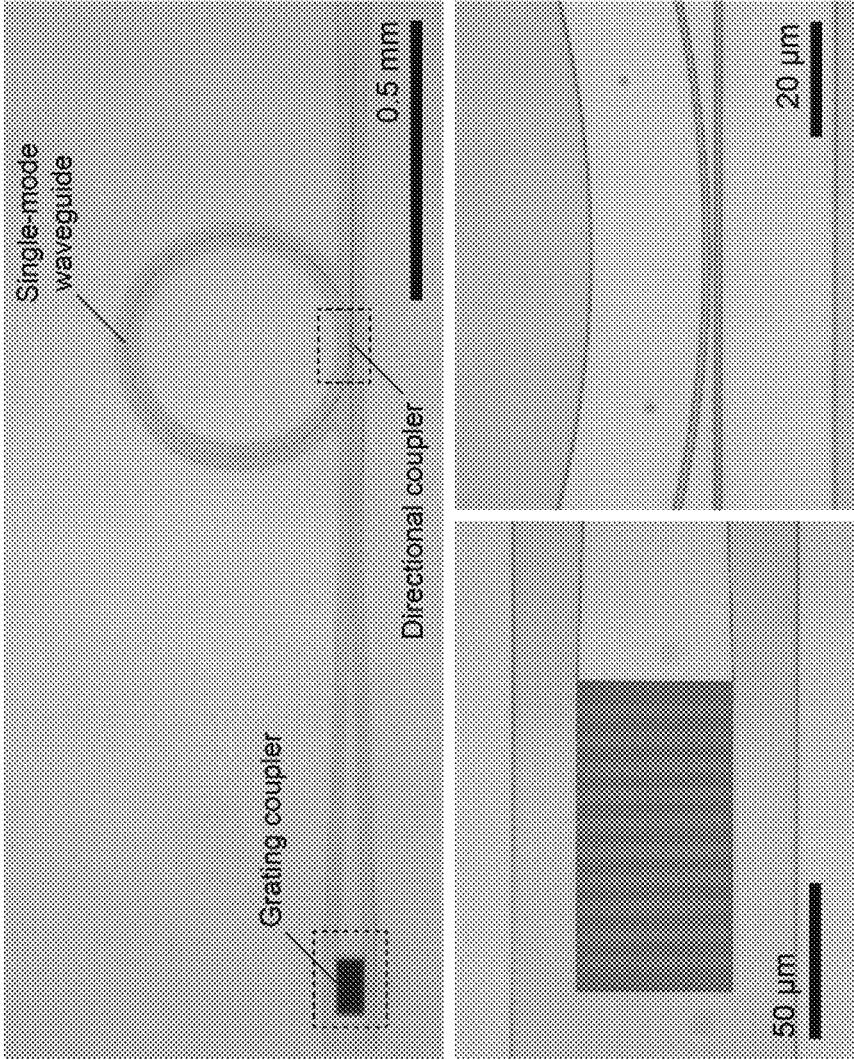 Single-mode
waveguide
0.5 mm
Directional coupler
Grating coupler
20 µm
50 µm